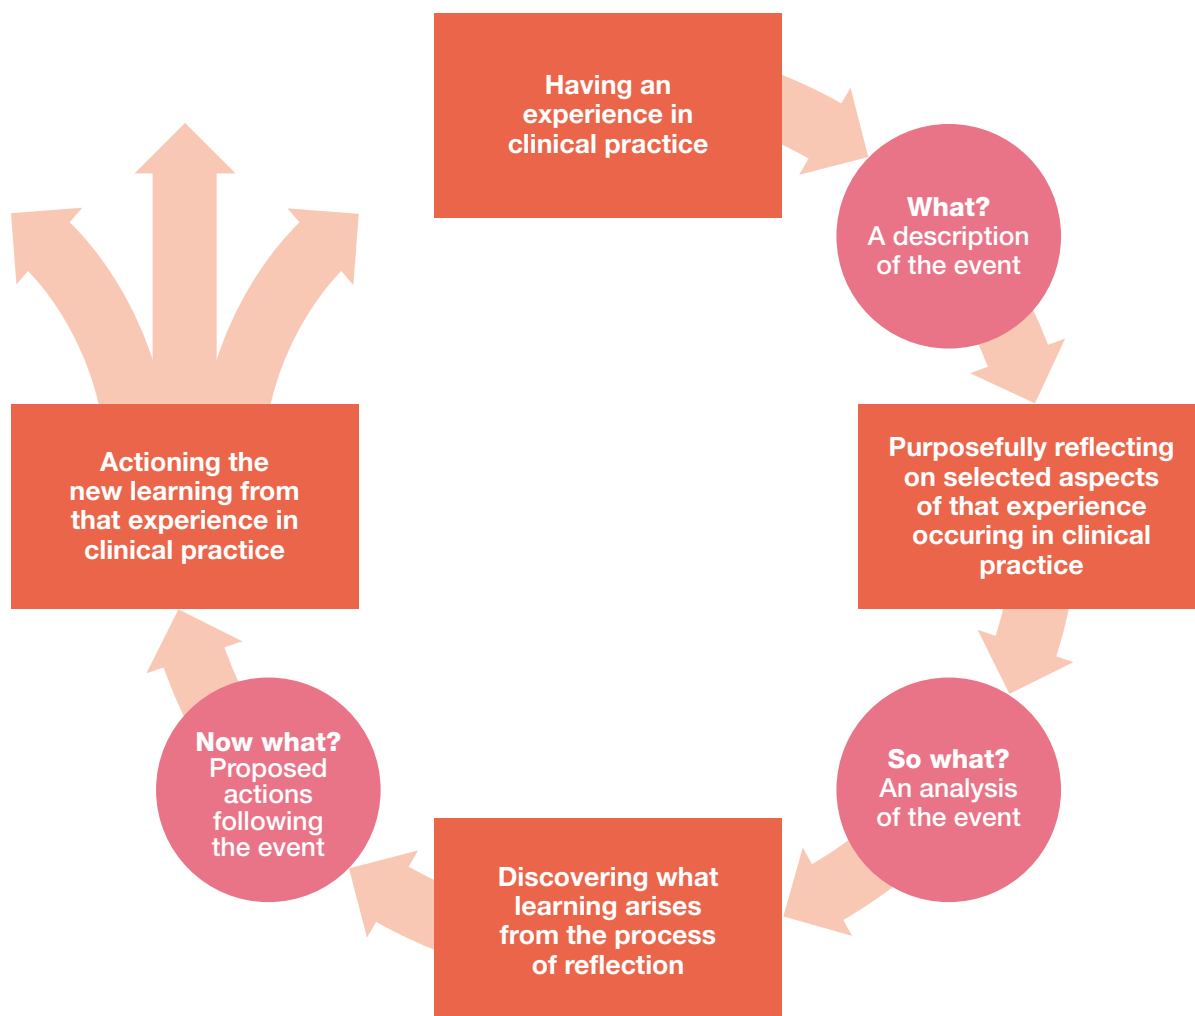 Having an
experience in
clinical practice
What?
A description
of the event
Purposefully reflecting
on selected aspects
of that experience
occuring in clinical
practice
So what?
An analysis
of the event
Discovering what
learning arises
from the process
of reflection
Now what?
Proposed
actions
following
the event
Actioning the
new learning from
that experience in
clinical practice